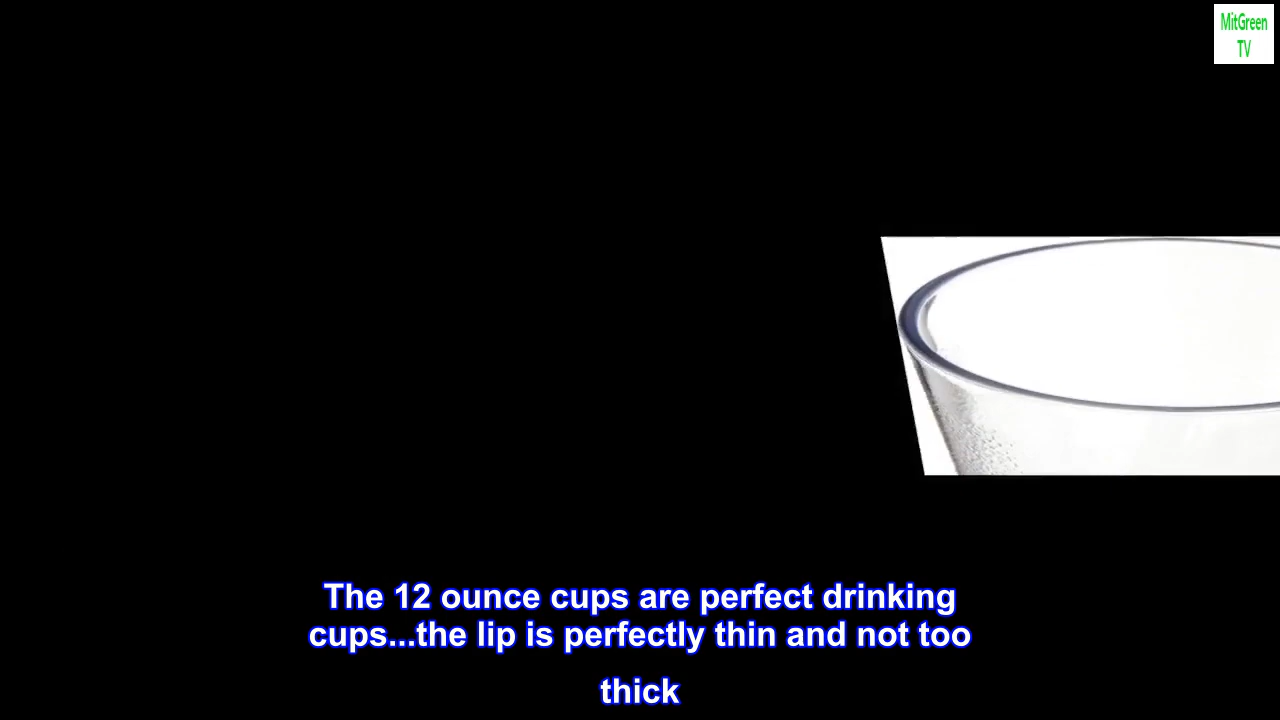 MitGreen
TV
The 12 ounce cups are perfect drinking
cups...the lip is perfectly thin and not too
thick